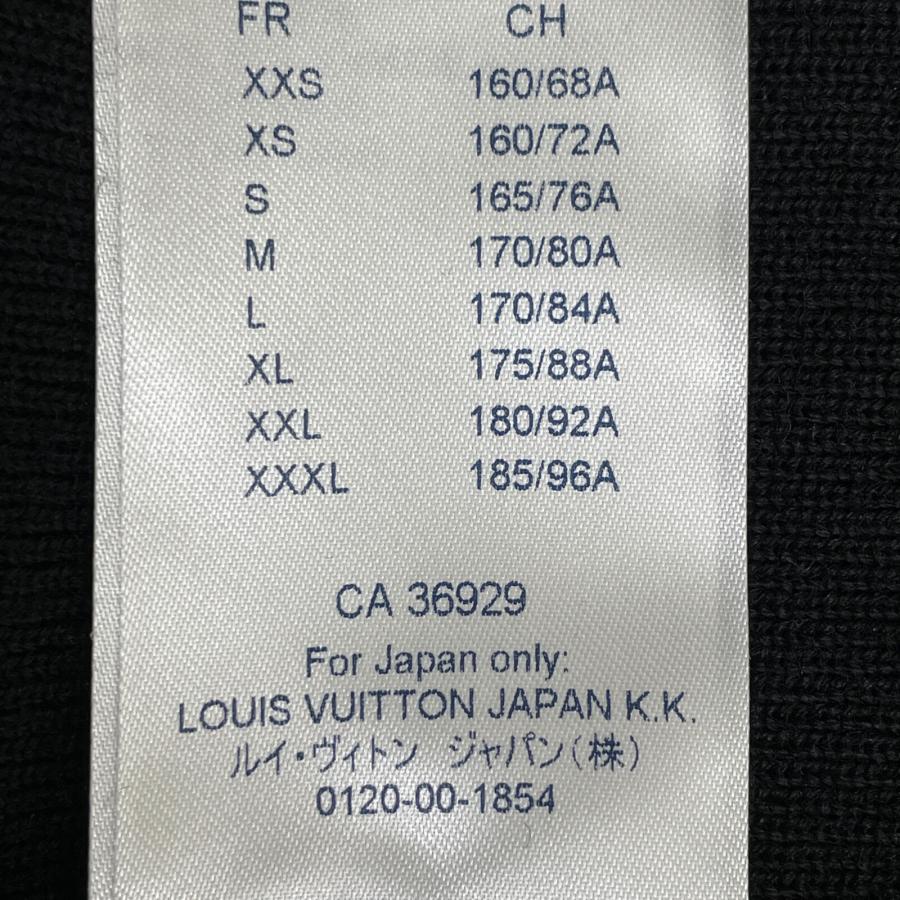 FR CH
XXS 160/68A
XS 160/72A
S 165/76A
M 170/80A
L 170/84A
XL 175/88A
XXL 180/92A
XXXL 185/96A
CA 36929
For Japan only:
LOUIS VUITTON JAPAN K.K.
ルイ・ヴィトン ジャパン(株)
0120-00-1854